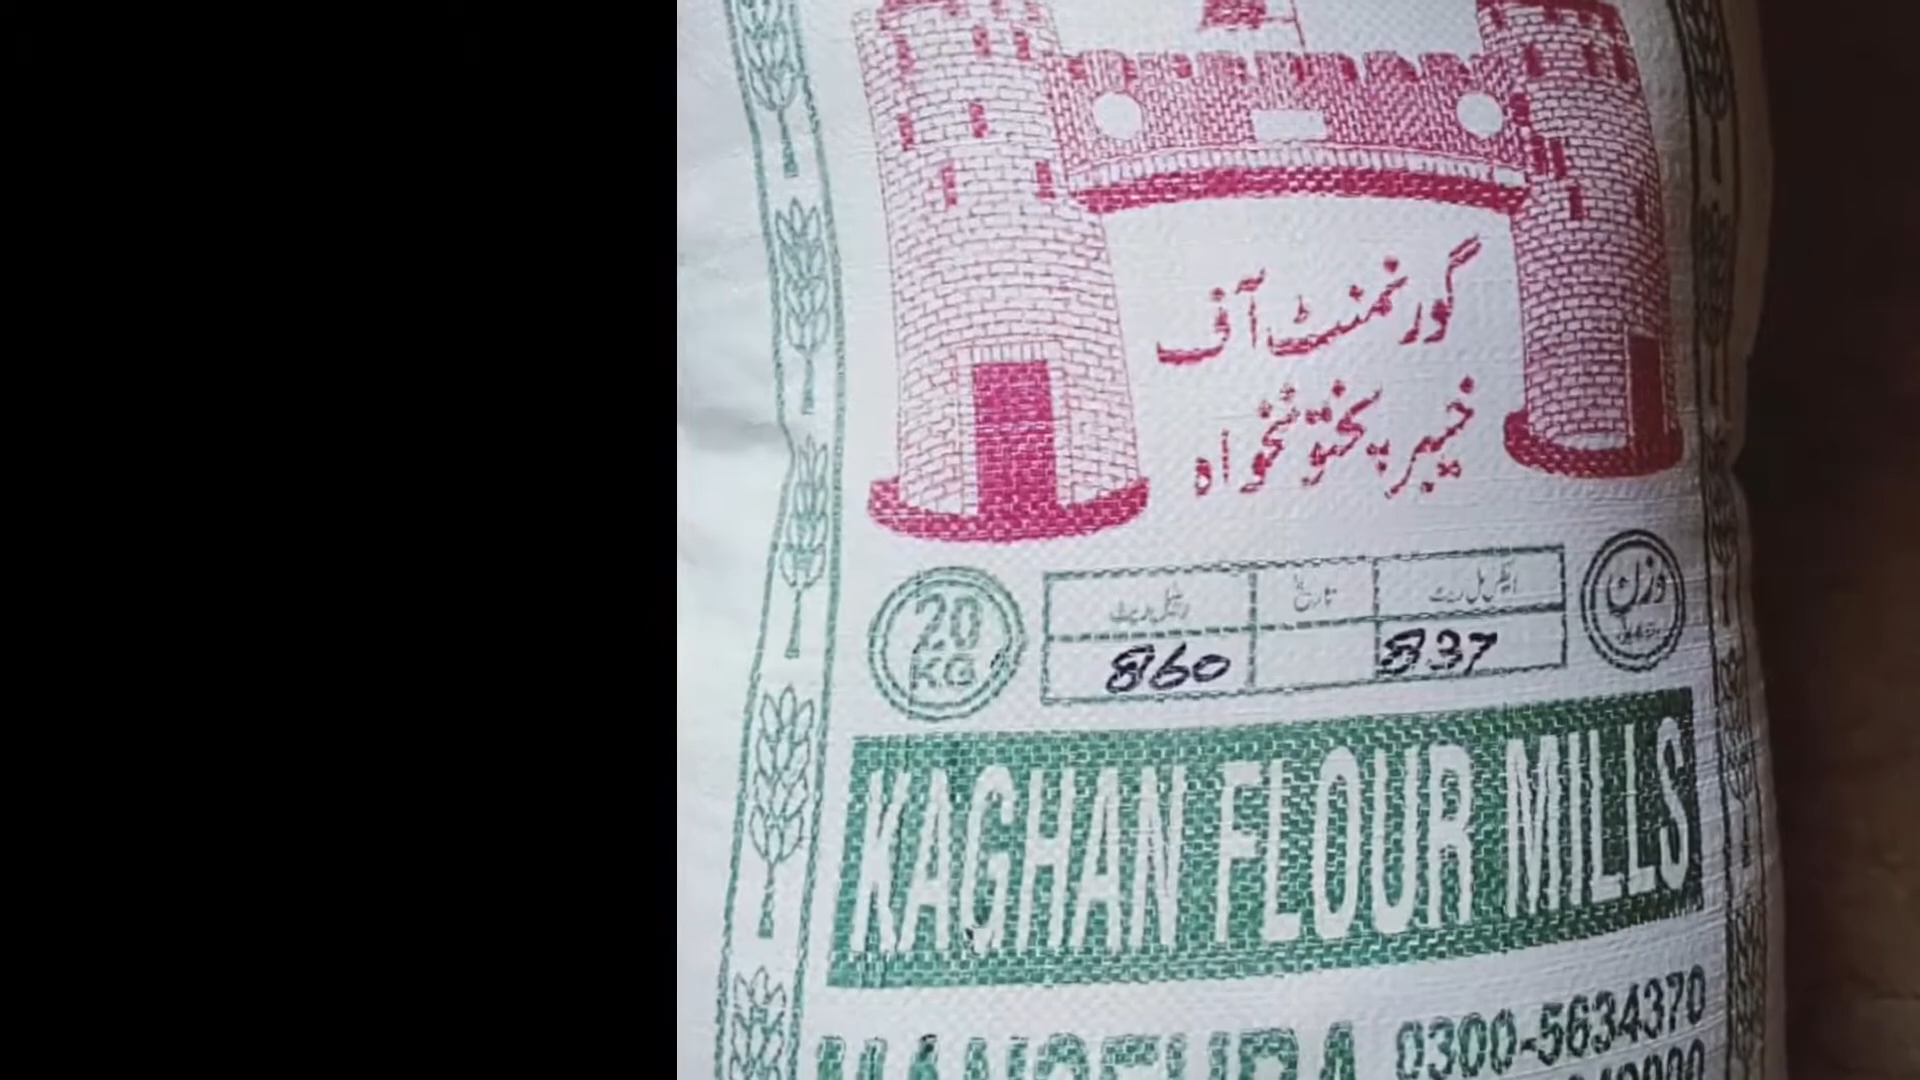 گورنمنٹ آف
خیبر پختونخواہ
20 KG
ریٹیل ریٹ تاریخ ایکس مل ریٹ
860 837
وزن
KAGHAN FLOUR MILLS
MANSEHRA 0300-5634370